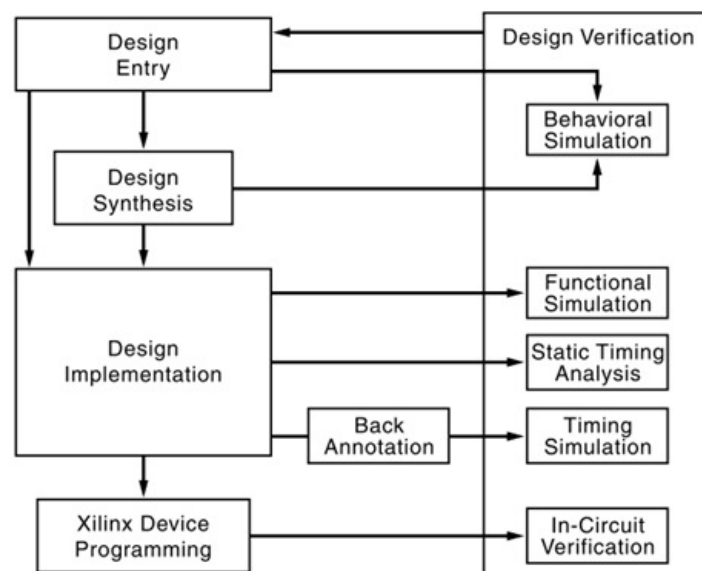 Design
Entry
Design Verification
Behavioral
Simulation
Design
Synthesis
Functional
Simulation
Design
Implementation
Static Timing
Analysis
Back
Annotation
Timing
Simulation
Xilinx Device
Programming
In-Circuit
Verification